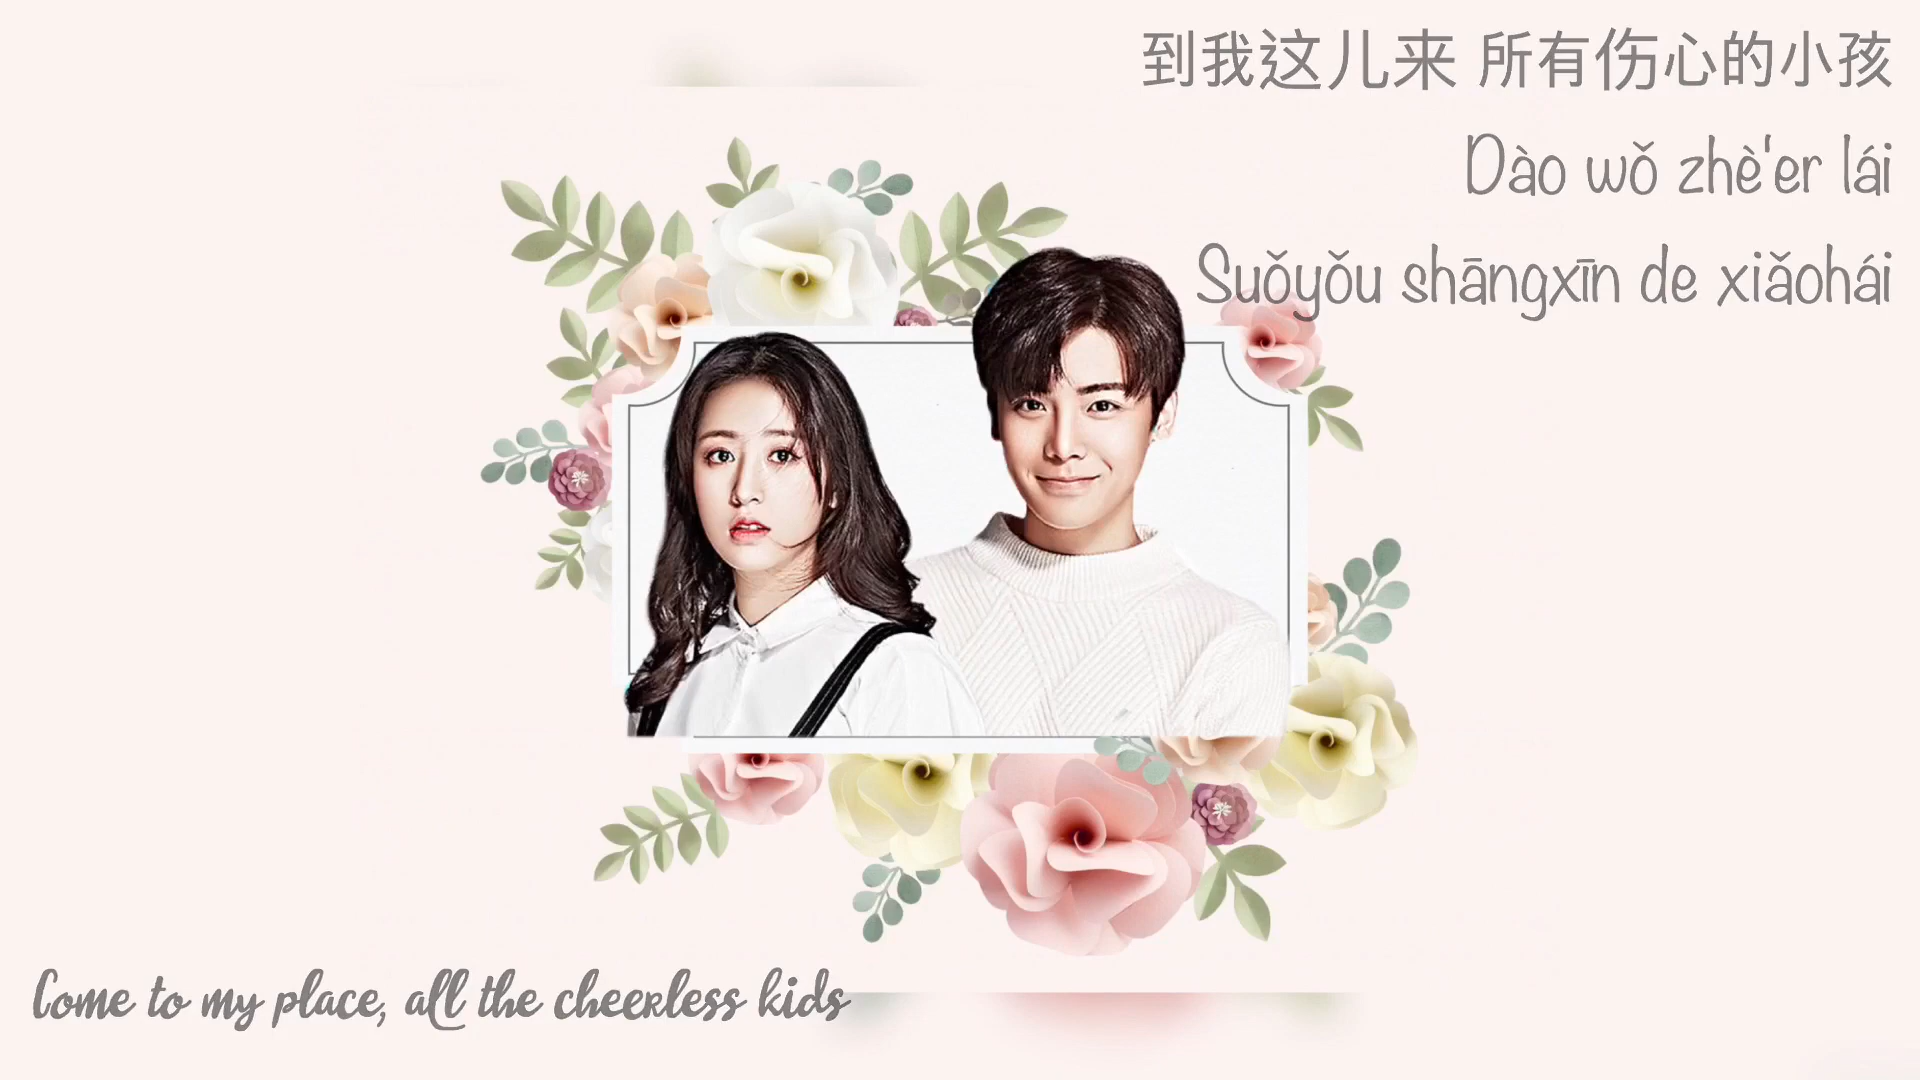 到我这儿来 所有伤心的小孩
Dào wǒ zhè'er lái
Suǒyǒu shāngxīn de xiǎohái
Come to my place, all the cheerless kids